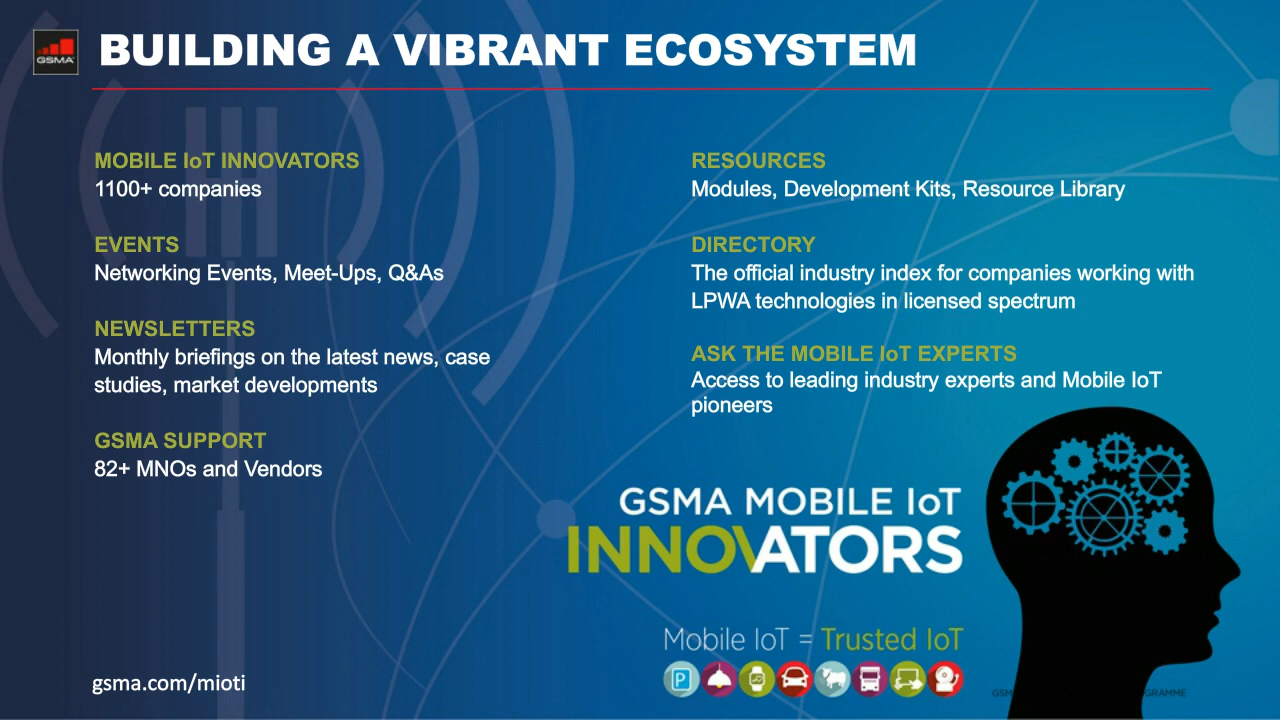 GSMA
BUILDING A VIBRANT ECOSYSTEM
MOBILE IoT INNOVATORS
1100+ companies
EVENTS
Networking Events, Meet-Ups, Q&As
NEWSLETTERS
Monthly briefings on the latest news, case
studies, market developments
GSMA SUPPORT
82+ MNOs and Vendors
RESOURCES
Modules, Development Kits, Resource Library
DIRECTORY
The official industry index for companies working with
LPWA technologies in licensed spectrum
ASK THE MOBILE IoT EXPERTS
Access to leading industry experts and Mobile IoT
pioneers
GSMA MOBILE IoT
INNOVATORS
Mobile IoT = Trusted IoT
P
gsma.com/mioti